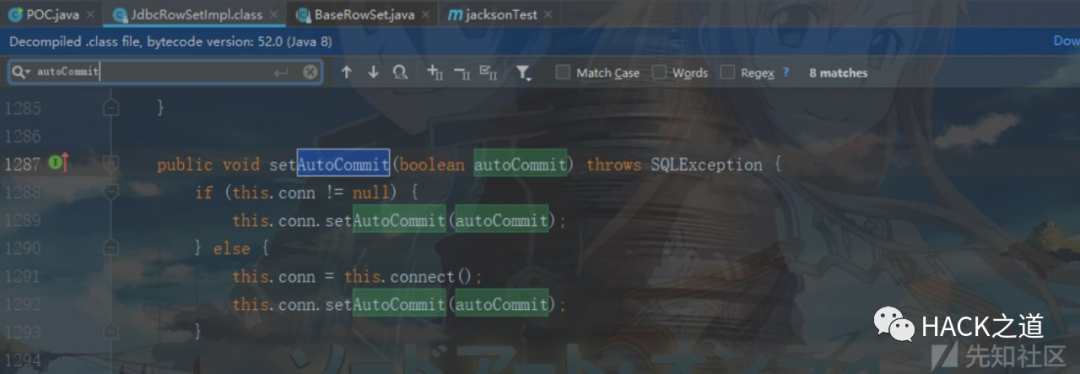 POC.java JdbcRowSetImpl.class BaseRowSet.java jacksonTest
Decompiled .class file, bytecode version: 52.0 (Java 8) Dow
autoCommit Match Case Words Regex ? 8 matches
1285 }
1286
1287 public void setAutoCommit(boolean autoCommit) throws SQLException {
1288 if (this.conn != null) {
1289 this.conn.setAutoCommit(autoCommit);
1290 } else {
1291 this.conn = this.connect();
1292 this.conn.setAutoCommit(autoCommit);
1293 }
1294
HACK之道
先知社区